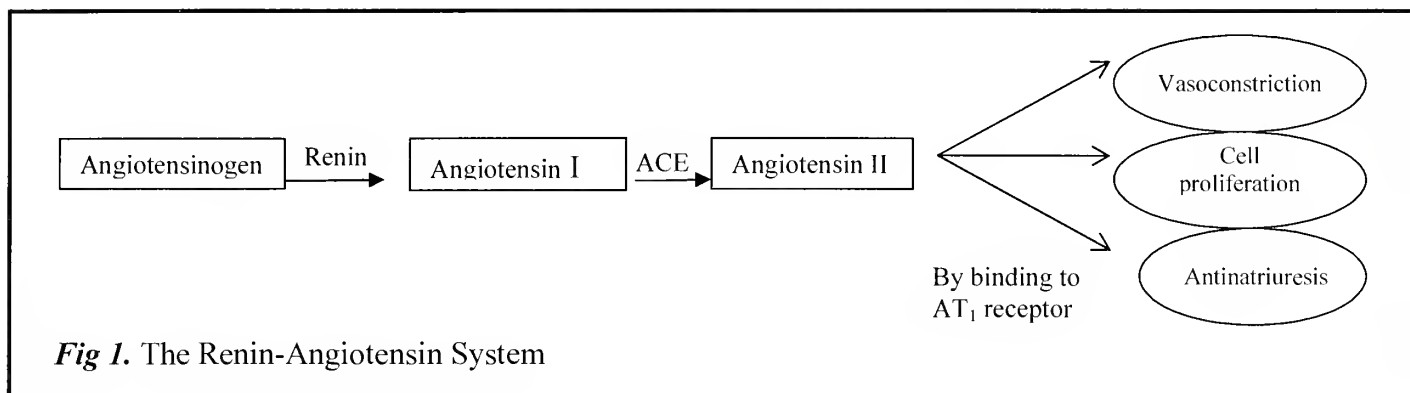 Vasoconstriction
Angiotensinogen
Renin
Angiotensin I
ACE
Angiotensin II
Cell
proliferation
Antinatriuresis
By binding to
AT₁ receptor
Fig 1. The Renin-Angiotensin System